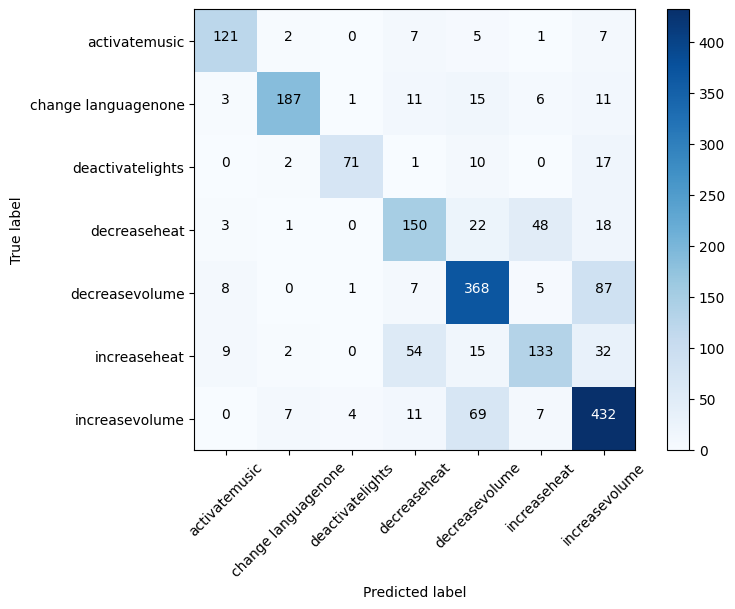 True label
activatemusic 121 2 0 7 5 1 7
change languagenone 3 187 1 11 15 6 11
deactivatelights 0 2 71 1 10 0 17
decreaseheat 3 1 0 150 22 48 18
decreasevolume 8 0 1 7 368 5 87
increaseheat 9 2 0 54 15 133 32
increasevolume 0 7 4 11 69 7 432
activatemusic
change languagenone
deactivatelights
decreaseheat
decreasevolume
increaseheat
increasevolume
Predicted label
400
350
300
250
200
150
100
50
0